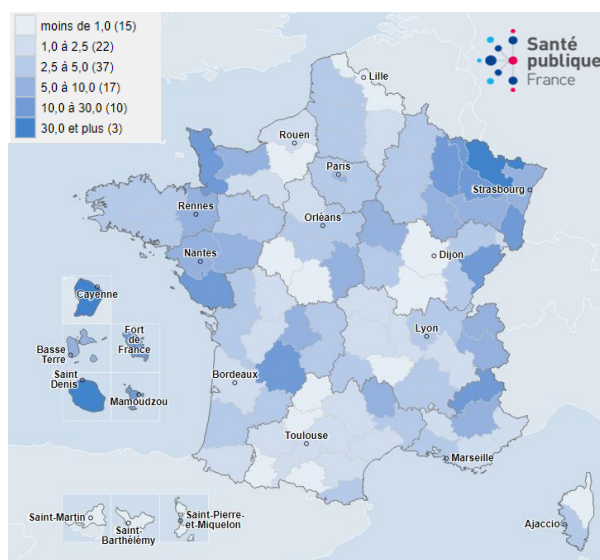 moins de 1,0 (15)
1,0 à 2,5 (22)
2,5 à 5,0 (37)
5,0 à 10,0 (17)
10,0 à 30,0 (10)
30,0 et plus (3)
Santé
publique
France
Lille
Rouen
Paris
Strasbourg
Rennes
Orléans
Nantes
Dijon
Cayenne
Lyon
Basse
Terre
Fort
de
France
Bordeaux
Saint
Denis
Mamoudzou
Toulouse
Marseille
Saint-Martin
Saint-
Barthélémy
Saint-Pierre-
et-Miquelon
Ajaccio